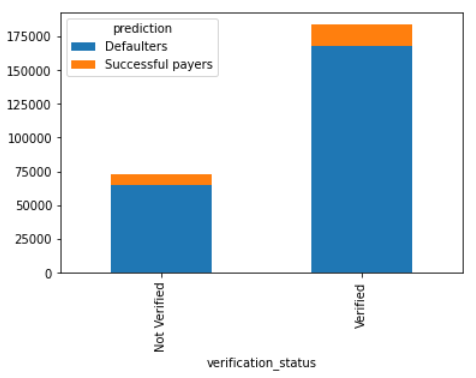 prediction
Defaulters
Successful payers
175000
150000
125000
100000
75000
50000
25000
0
Not Verified
Verified
verification_status